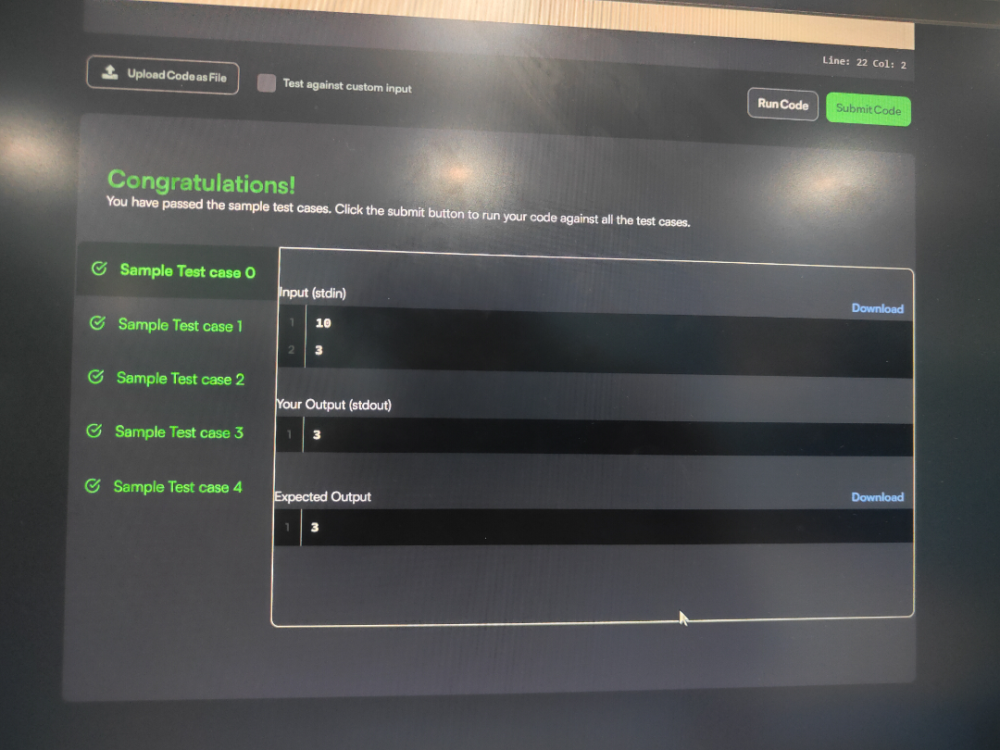 Line: 22 Col: 2
Upload Code as File
Test against custom input
Run Code
Submit Code
Congratulations!
You have passed the sample test cases. Click the submit button to run your code against all the test cases.
Sample Test case 0
Sample Test case 1
Sample Test case 2
Sample Test case 3
Sample Test case 4
Input (stdin)
Download
1 10
2 3
Your Output (stdout)
1 3
Expected Output
Download
1 3